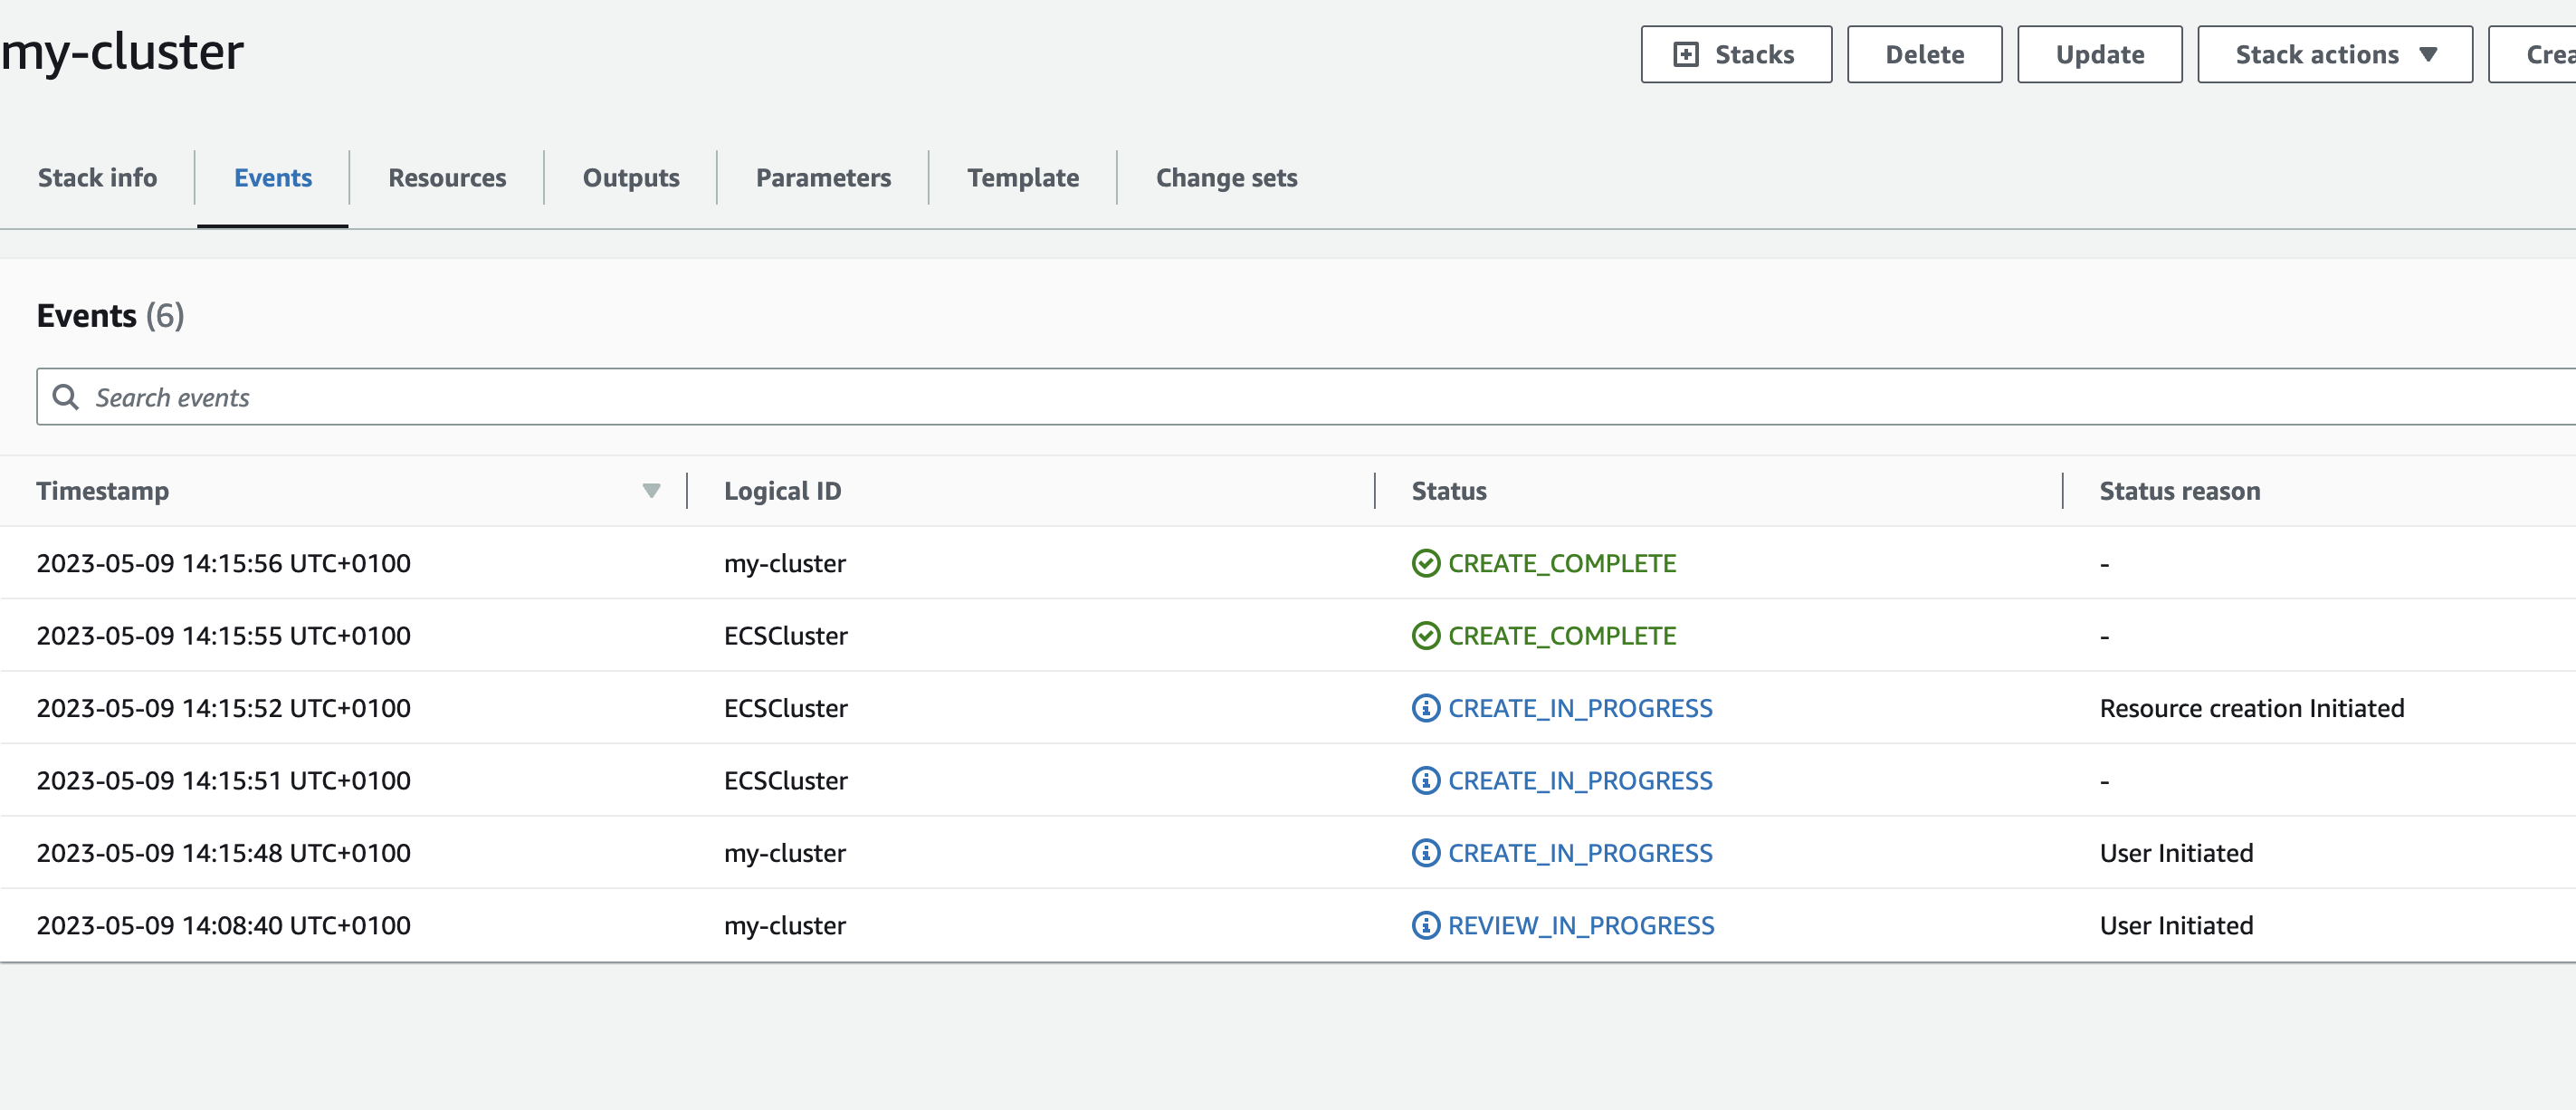 my-cluster
Stacks Delete Update Stack actions
Stack info Events Resources Outputs Parameters Template Change sets
Events (6)
Search events
Timestamp Logical ID Status Status reason
2023-05-09 14:15:56 UTC+0100 my-cluster CREATE_COMPLETE -
2023-05-09 14:15:55 UTC+0100 ECSCluster CREATE_COMPLETE -
2023-05-09 14:15:52 UTC+0100 ECSCluster CREATE_IN_PROGRESS Resource creation Initiated
2023-05-09 14:15:51 UTC+0100 ECSCluster CREATE_IN_PROGRESS -
2023-05-09 14:15:48 UTC+0100 my-cluster CREATE_IN_PROGRESS User Initiated
2023-05-09 14:08:40 UTC+0100 my-cluster REVIEW_IN_PROGRESS User Initiated